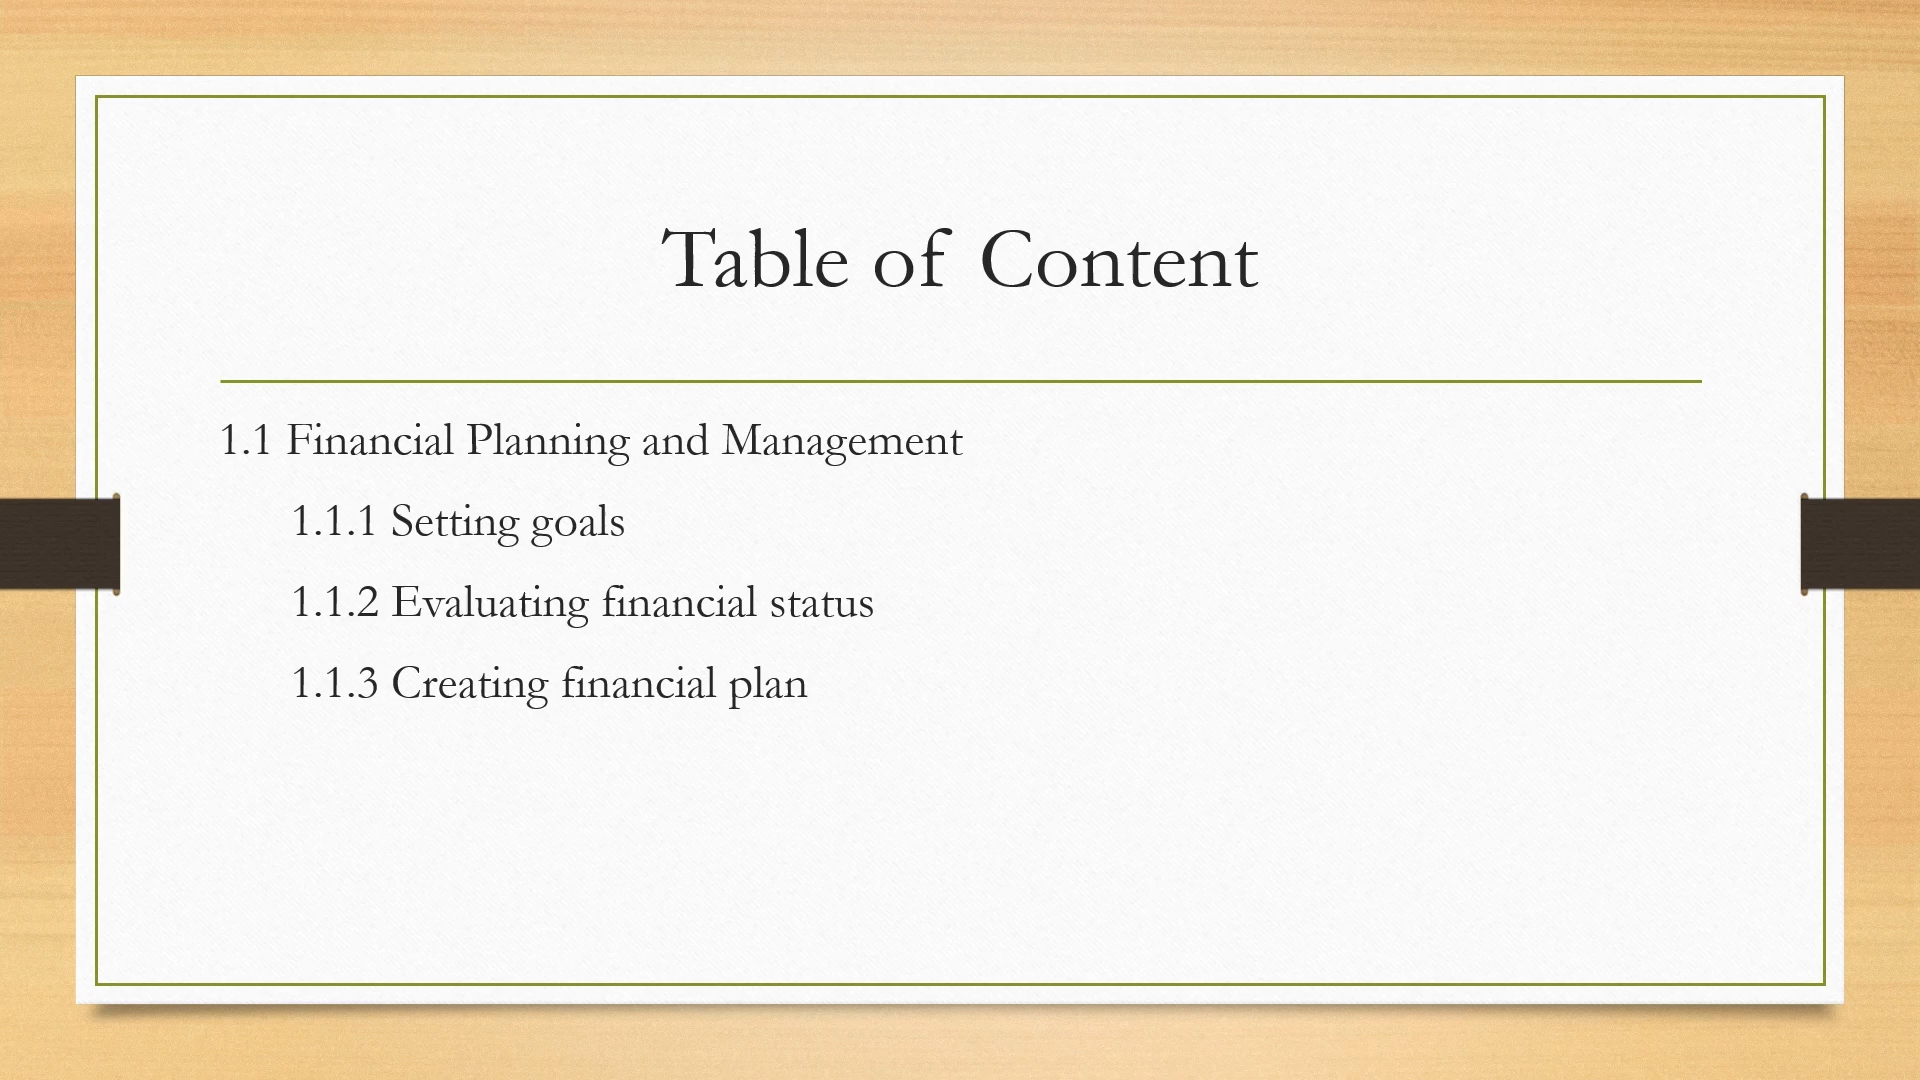 Table of Content
1.1 Financial Planning and Management
1.1.1 Setting goals
1.1.2 Evaluating financial status
1.1.3 Creating financial plan